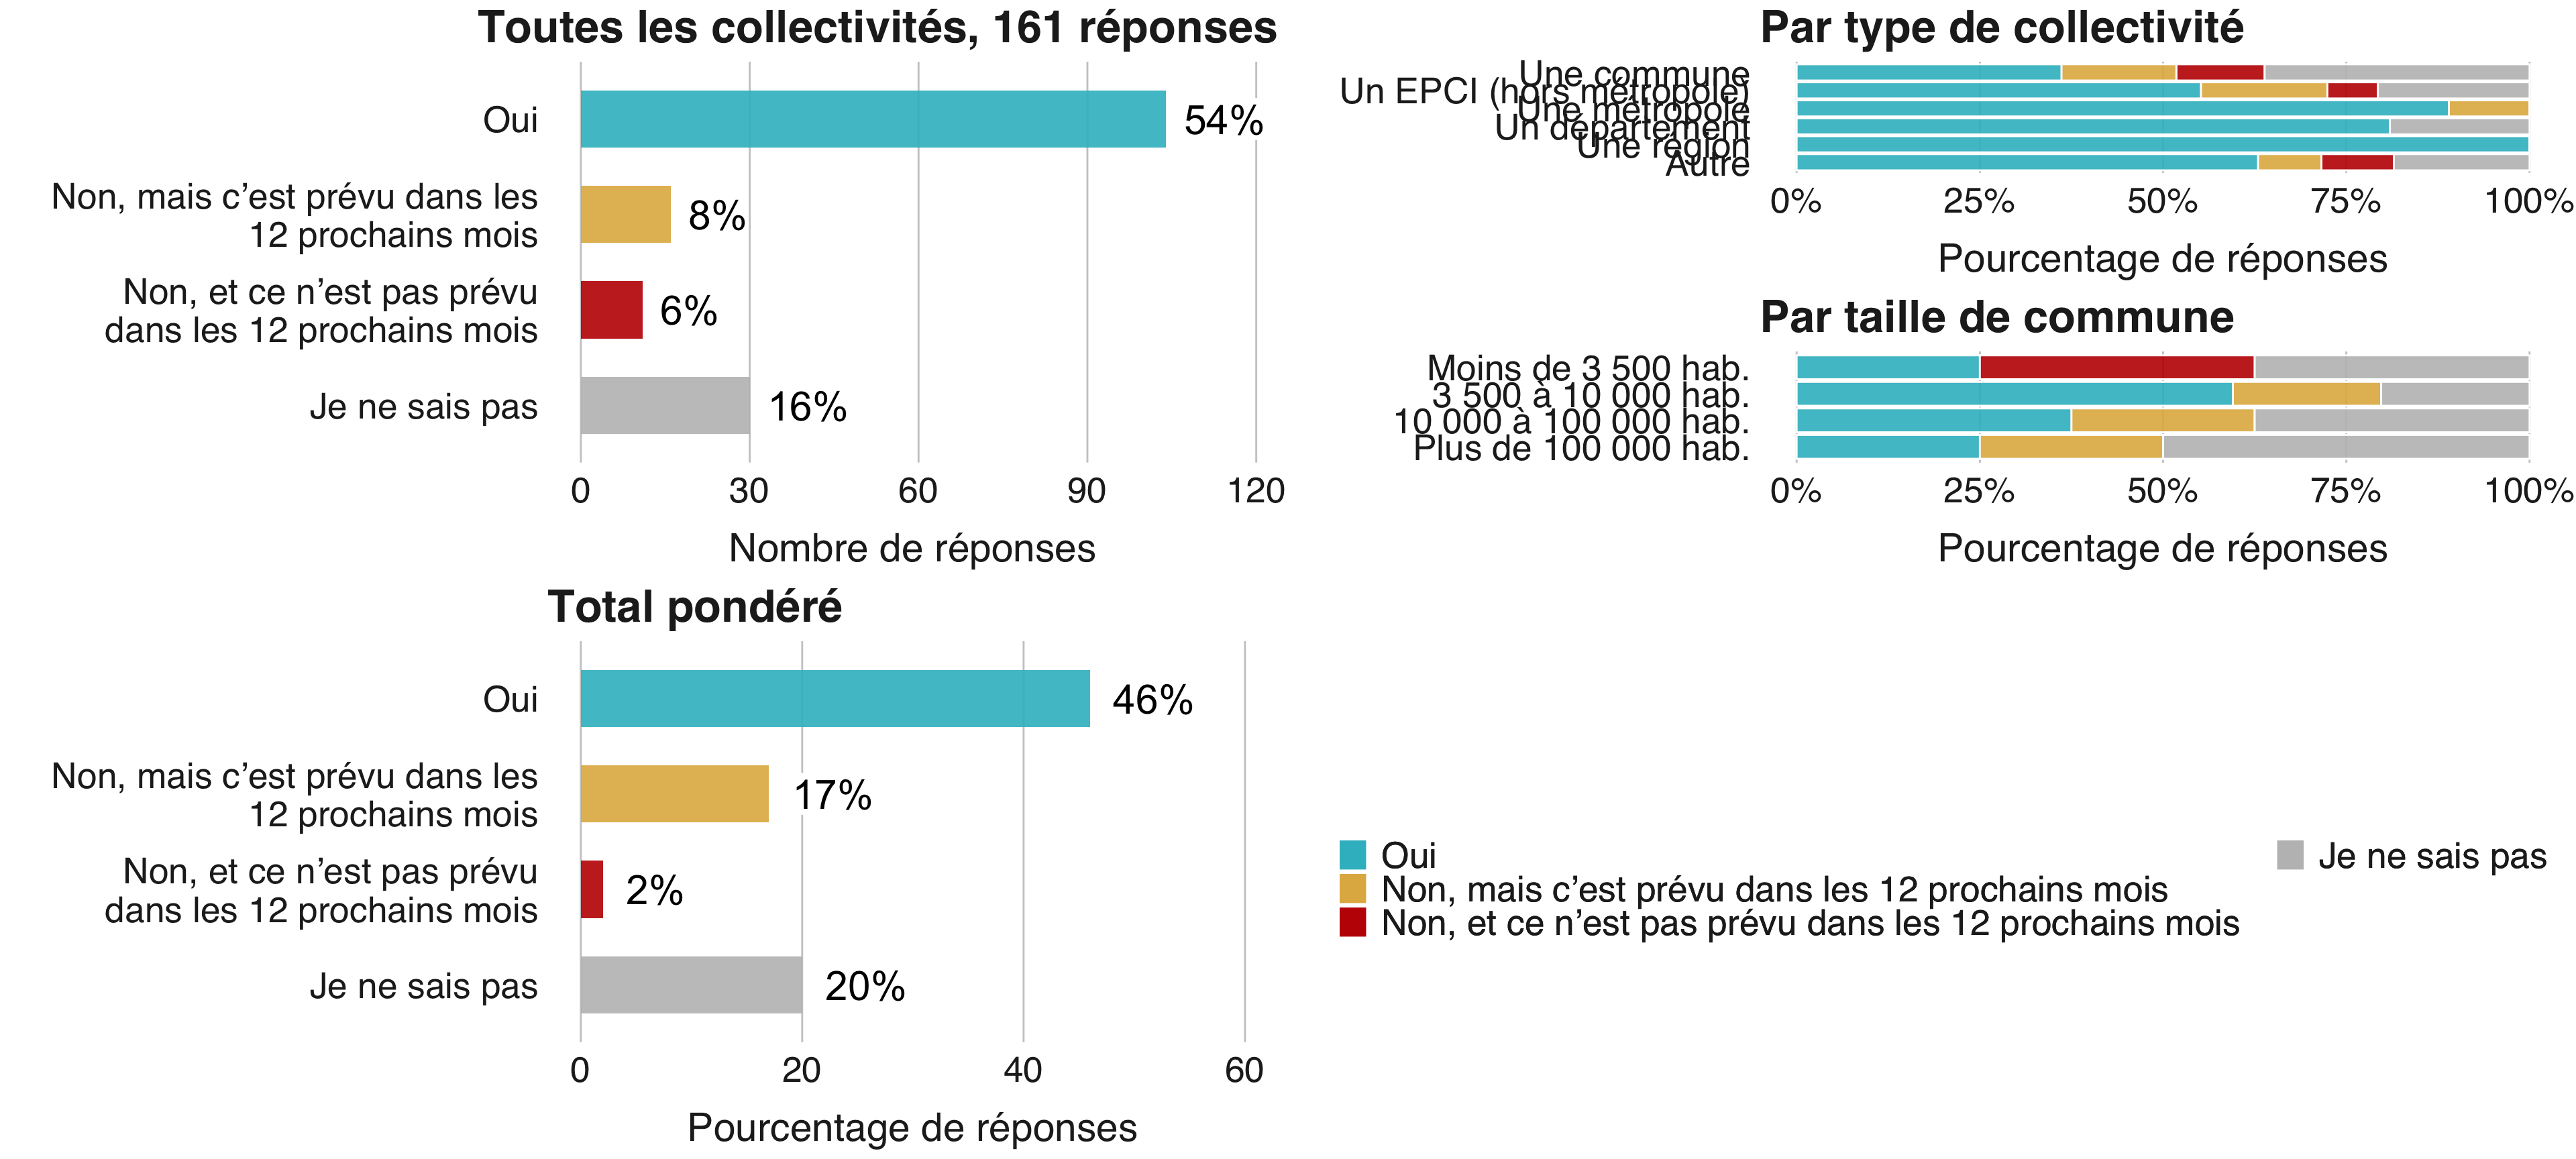 Toutes les collectivités, 161 réponses
Oui
54%
Non, mais c’est prévu dans les
12 prochains mois
8%
Non, et ce n’est pas prévu
dans les 12 prochains mois
6%
Je ne sais pas
16%
0 30 60 90 120
Nombre de réponses
Par type de collectivité
Une commune
Un EPCI (hors métropole)
Une métropole
Un département
Une région
Autre
0% 25% 50% 75% 100%
Pourcentage de réponses
Par taille de commune
Moins de 3 500 hab.
3 500 à 10 000 hab.
10 000 à 100 000 hab.
Plus de 100 000 hab.
0% 25% 50% 75% 100%
Pourcentage de réponses
Total pondéré
Oui
46%
Non, mais c’est prévu dans les
12 prochains mois
17%
Non, et ce n’est pas prévu
dans les 12 prochains mois
2%
Je ne sais pas
20%
0 20 40 60
Pourcentage de réponses
Oui
Non, mais c’est prévu dans les 12 prochains mois
Non, et ce n’est pas prévu dans les 12 prochains mois
Je ne sais pas